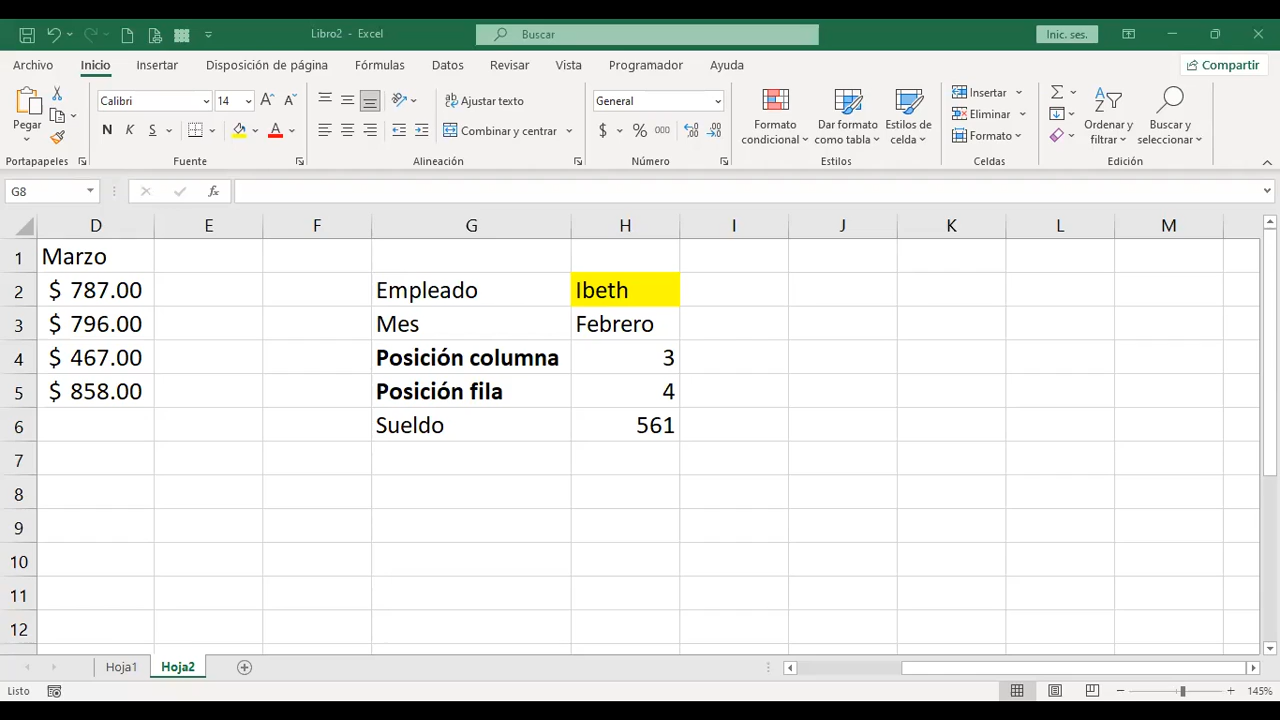 Libro2 - Excel
Buscar
Inic. ses.
Archivo Inicio Insertar Disposición de página Fórmulas Datos Revisar Vista Programador Ayuda Compartir
Pegar
Portapapeles
Calibri 14
N K S
Fuente
Ajustar texto
Combinar y centrar
Alineación
General
$ % 000
Número
Formato condicional
Dar formato como tabla
Estilos de celda
Estilos
Insertar
Eliminar
Formato
Celdas
Ordenar y filtrar
Buscar y seleccionar
Edición
G8 fx
D E F G H I J K L M
1 Marzo
2 $ 787.00 Empleado Ibeth
3 $ 796.00 Mes Febrero
4 $ 467.00 Posición columna 3
5 $ 858.00 Posición fila 4
6 Sueldo 561
7
8
9
10
11
12
Hoja1 Hoja2
Listo 145%